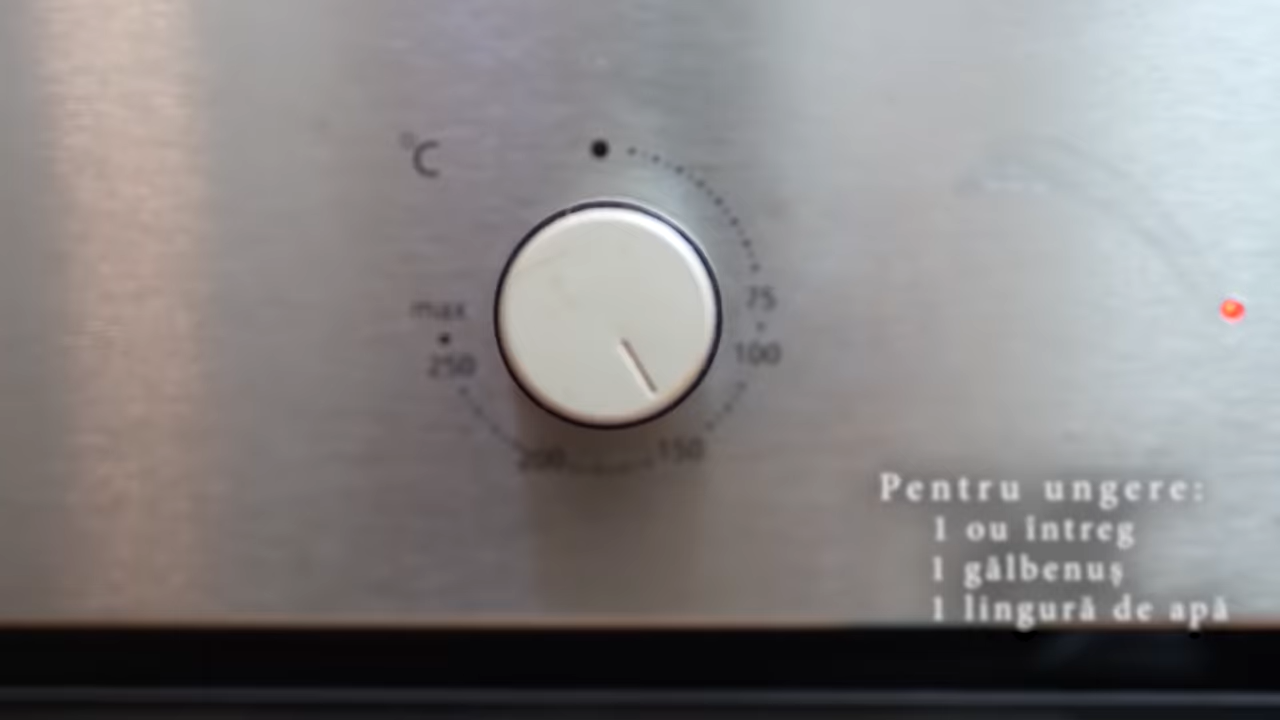 °C
max
75
250
100
200
150
Pentru ungere:
1 ou întreg
1 gălbenuș
1 lingură de apă